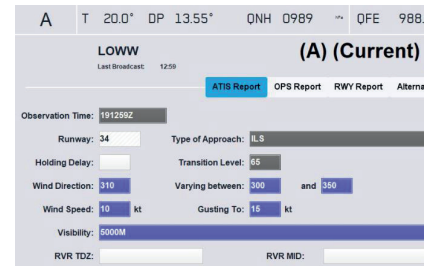 A T 20.0° DP 13.55° QNH 0989 hPa QFE 988.
LOWW (A) (Current)
Last Broadcast: 12:59
ATIS Report OPS Report RWY Report Alterna
Observation Time: 191259Z
Runway: 34 Type of Approach: ILS
Holding Delay: Transition Level: 65
Wind Direction: 310 Varying between: 300 and 350
Wind Speed: 10 kt Gusting To: 15 kt
Visibility: 5000M
RVR TDZ: RVR MID: